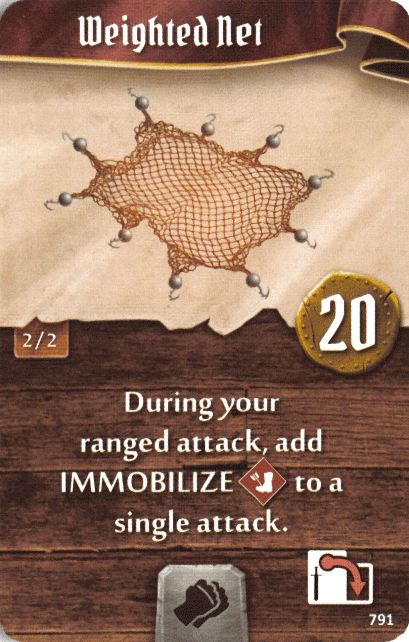 Weighted Net
20
2/2
During your
ranged attack, add
IMMOBILIZE to a
single attack.
791